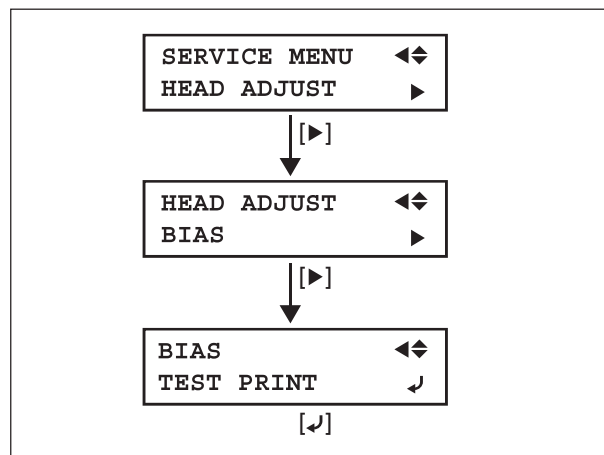 SERVICE MENU ◀◆
HEAD ADJUST ▶
[▶]
HEAD ADJUST ◀◆
BIAS ▶
[▶]
BIAS ◀◆
TEST PRINT ↵
[↵]